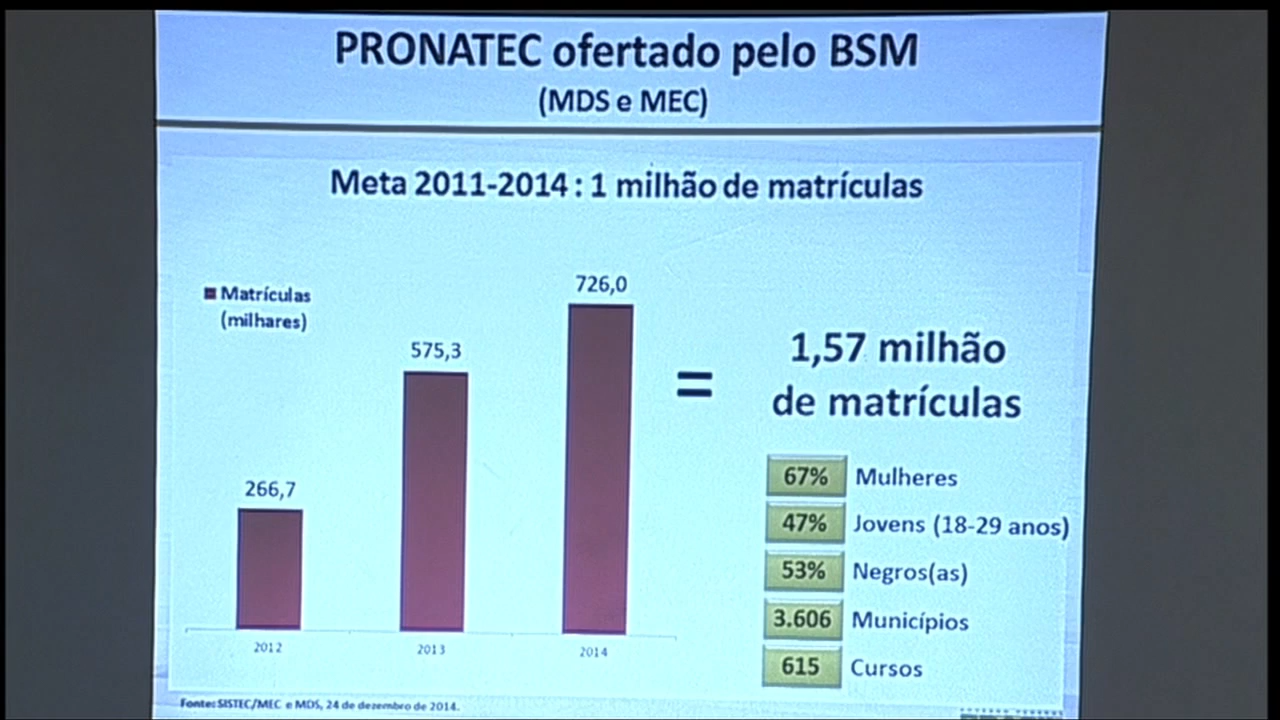 PRONATEC ofertado pelo BSM
(MDS e MEC)
Meta 2011-2014 : 1 milhão de matrículas
Matrículas
(milhares)
266,7
575,3
726,0
2012
2013
2014
=
1,57 milhão
de matrículas
67% Mulheres
47% Jovens (18-29 anos)
53% Negros(as)
3.606 Municípios
615 Cursos
Fonte: SISTEC/MEC e MDS, 24 de dezembro de 2014.